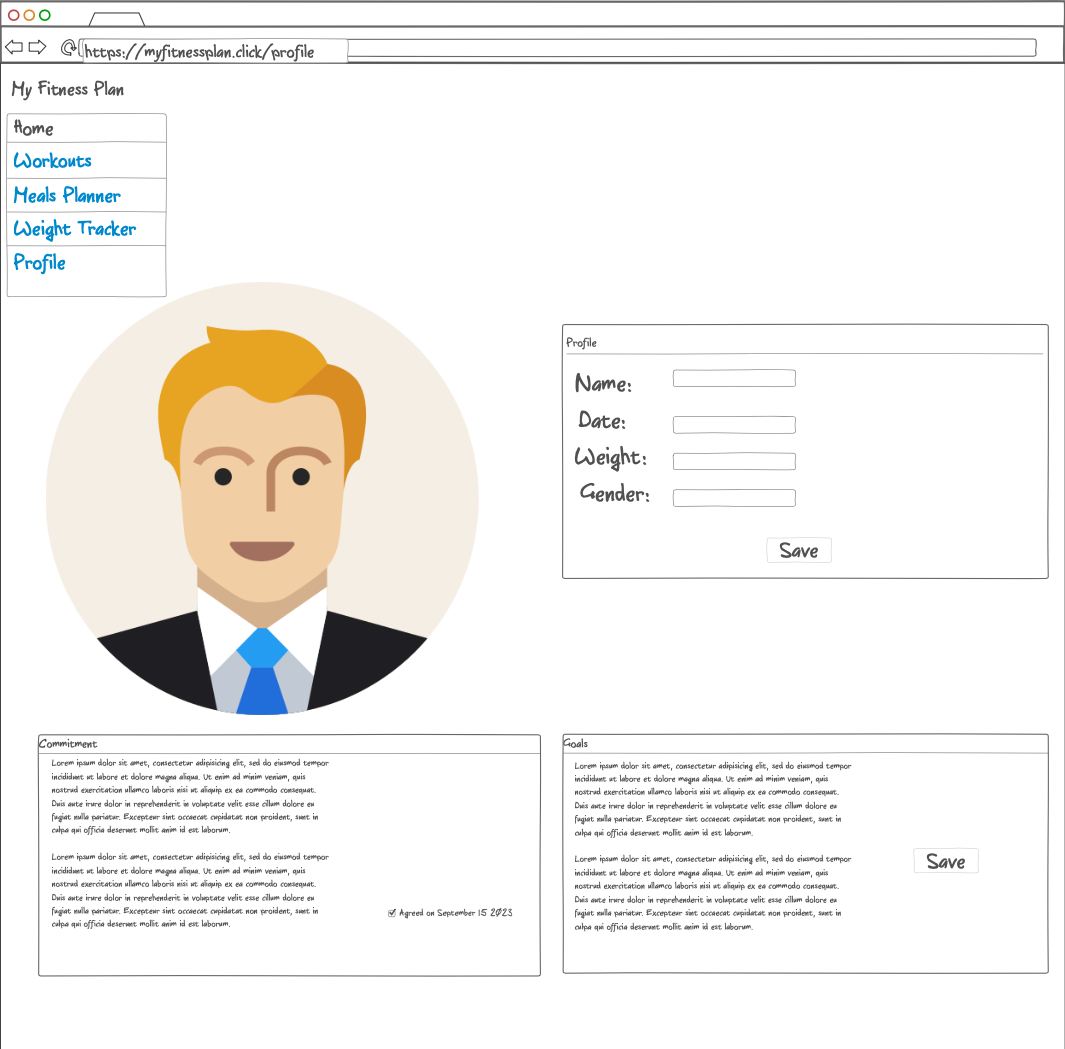 https://myfitnessplan.click/profile
My Fitness Plan
Home
Workouts
Meals Planner
Weight Tracker
Profile
Profile
Name:
Date:
Weight:
Gender:
Save
Commitment
Lorem ipsum dolor sit amet, consectetur adipisicing elit, sed do eiusmod tempor
incididunt ut labore et dolore magna aliqua. Ut enim ad minim veniam, quis
nostrud exercitation ullamco laboris nisi ut aliquip ex ea commodo consequat.
Duis aute irure dolor in reprehenderit in voluptate velit esse cillum dolore eu
fugiat nulla pariatur. Excepteur sint occaecat cupidatat non proident, sunt in
culpa qui officia deserunt mollit anim id est laborum.
Lorem ipsum dolor sit amet, consectetur adipisicing elit, sed do eiusmod tempor
incididunt ut labore et dolore magna aliqua. Ut enim ad minim veniam, quis
nostrud exercitation ullamco laboris nisi ut aliquip ex ea commodo consequat.
Duis aute irure dolor in reprehenderit in voluptate velit esse cillum dolore eu
fugiat nulla pariatur. Excepteur sint occaecat cupidatat non proident, sunt in
culpa qui officia deserunt mollit anim id est laborum.
Agreed on September 15 2023
Goals
Lorem ipsum dolor sit amet, consectetur adipisicing elit, sed do eiusmod tempor
incididunt ut labore et dolore magna aliqua. Ut enim ad minim veniam, quis
nostrud exercitation ullamco laboris nisi ut aliquip ex ea commodo consequat.
Duis aute irure dolor in reprehenderit in voluptate velit esse cillum dolore eu
fugiat nulla pariatur. Excepteur sint occaecat cupidatat non proident, sunt in
culpa qui officia deserunt mollit anim id est laborum.
Lorem ipsum dolor sit amet, consectetur adipisicing elit, sed do eiusmod tempor
incididunt ut labore et dolore magna aliqua. Ut enim ad minim veniam, quis
nostrud exercitation ullamco laboris nisi ut aliquip ex ea commodo consequat.
Duis aute irure dolor in reprehenderit in voluptate velit esse cillum dolore eu
fugiat nulla pariatur. Excepteur sint occaecat cupidatat non proident, sunt in
culpa qui officia deserunt mollit anim id est laborum.
Save